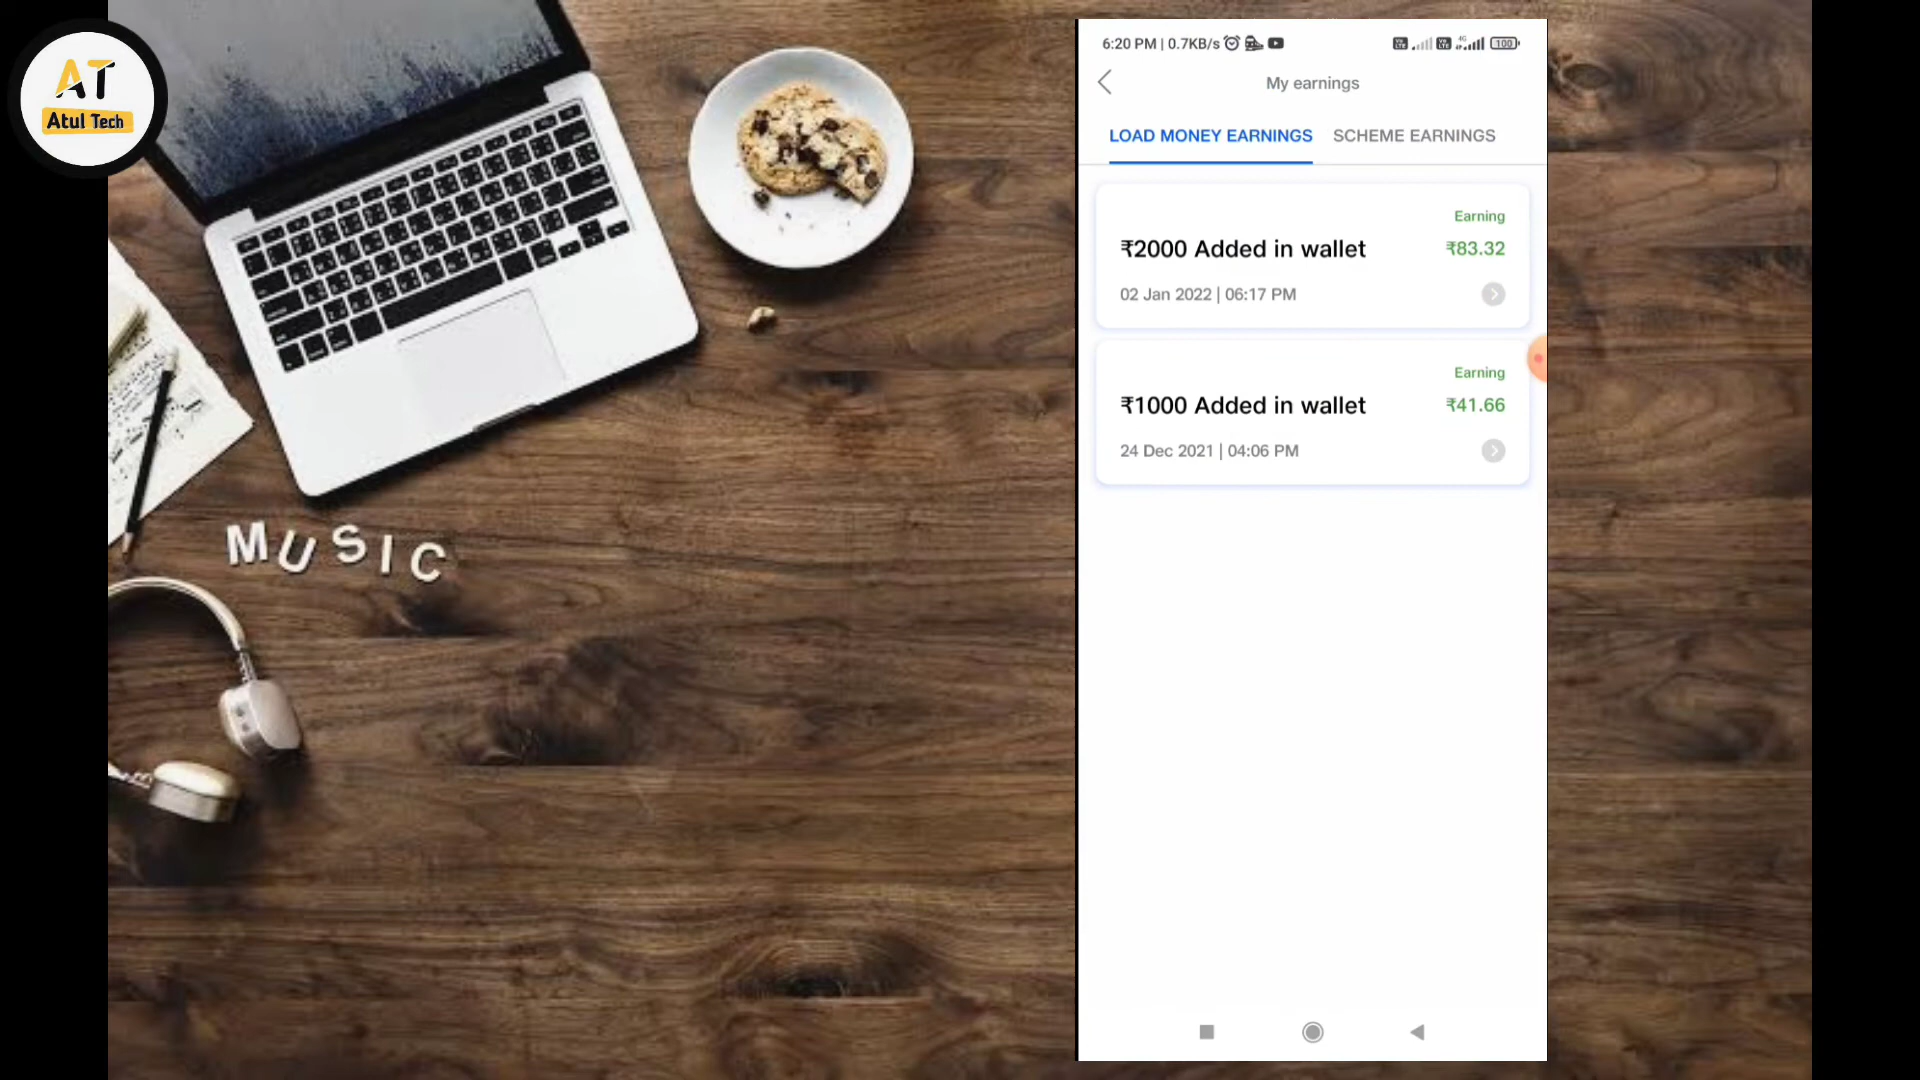 AT
Atul Tech
MUSIC
6:20 PM | 0.7KB/s
4G
100
My earnings
LOAD MONEY EARNINGS SCHEME EARNINGS
Earning
₹2000 Added in wallet ₹83.32
02 Jan 2022 | 06:17 PM
Earning
₹1000 Added in wallet ₹41.66
24 Dec 2021 | 04:06 PM